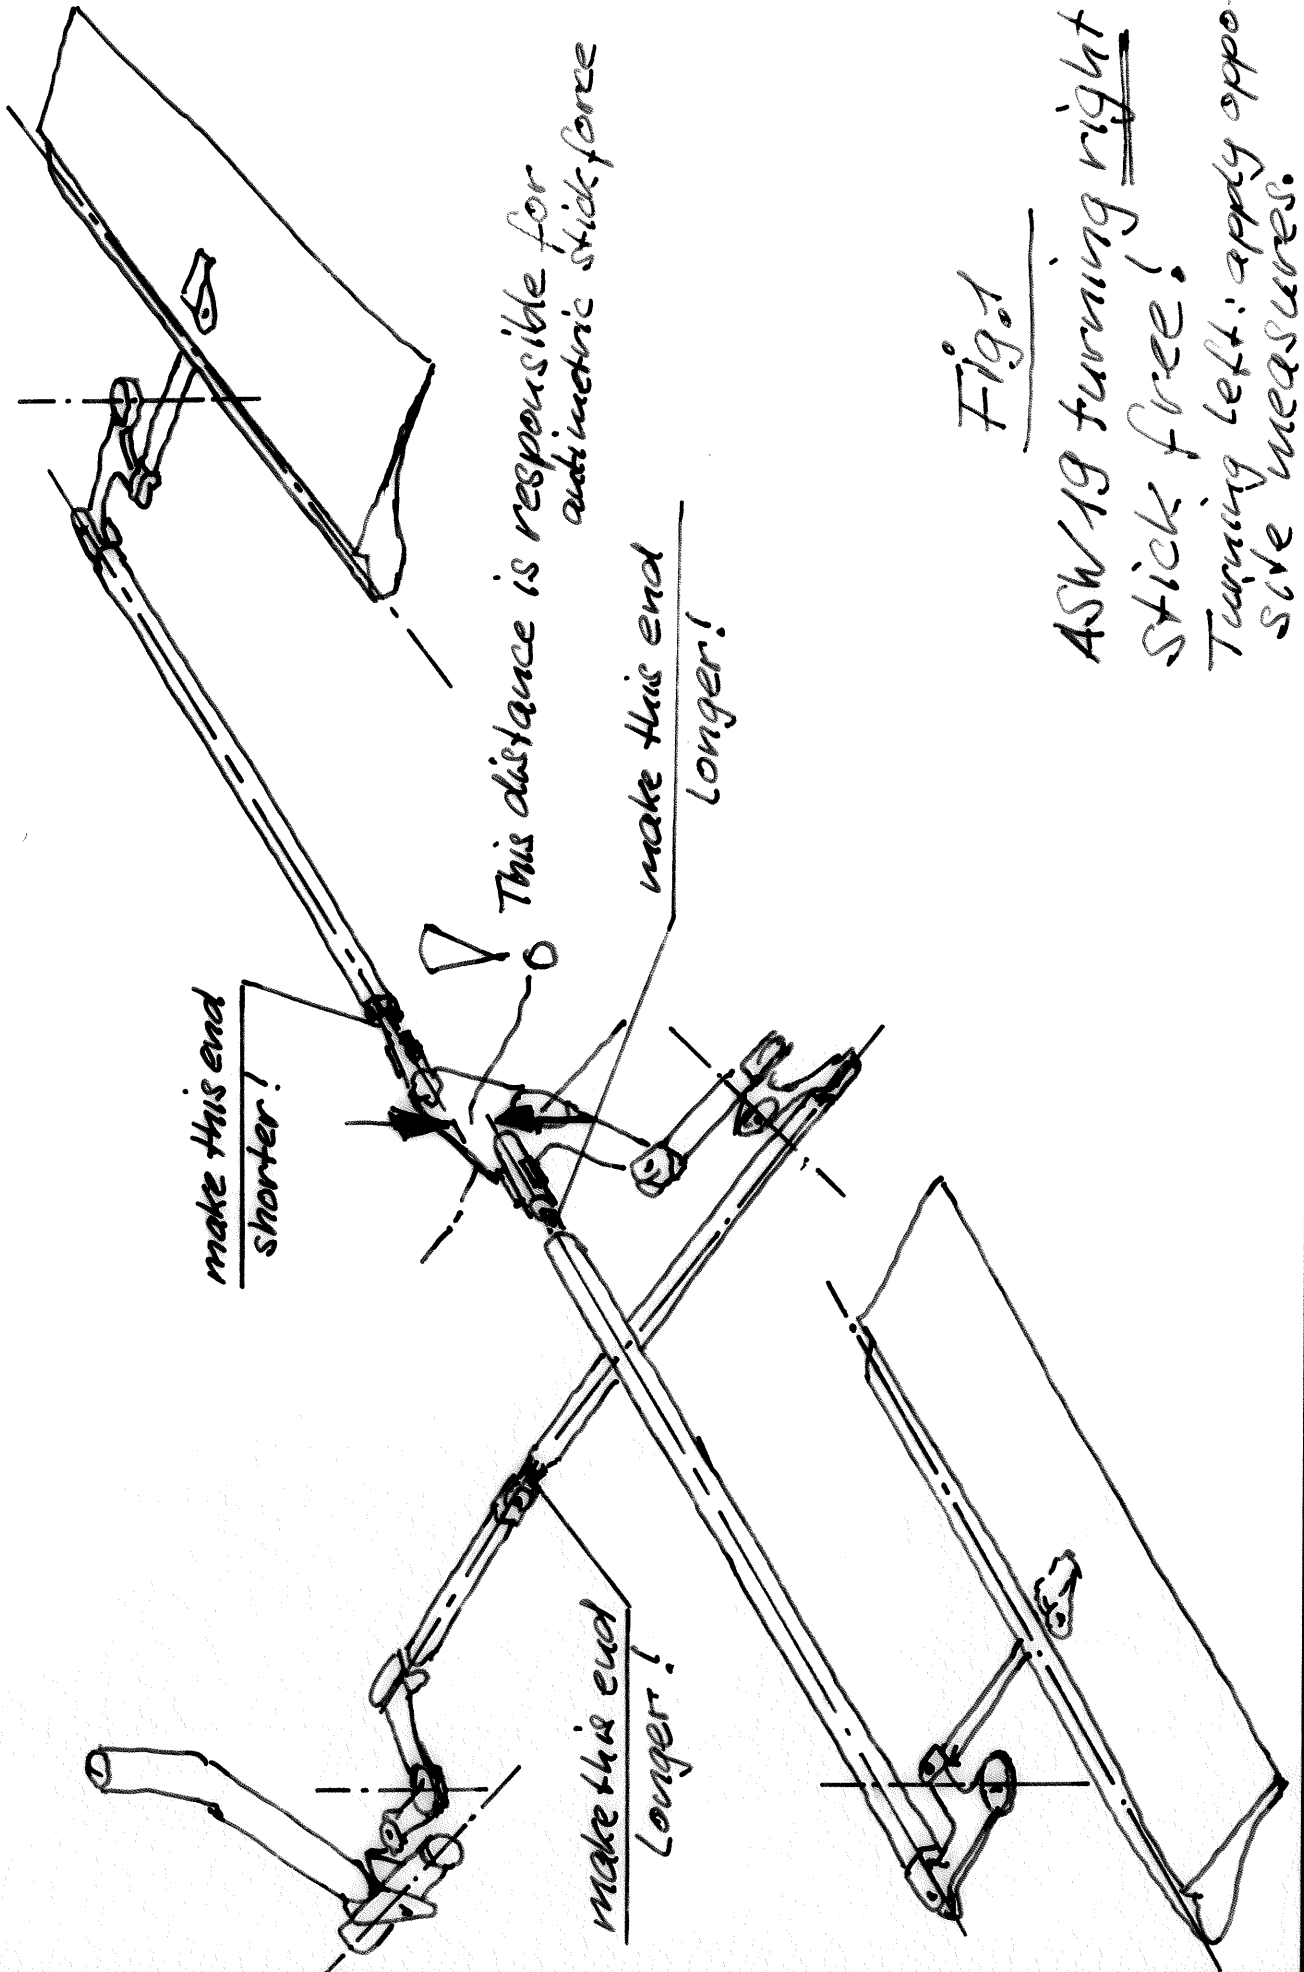 make this end
shorter!
This distance is responsible for
antimetric stick force
make this end
longer!
make this end
longer!
Fig. 1
ASW 19 turning right
stick free!
Turning left: apply oppo-
site measures.